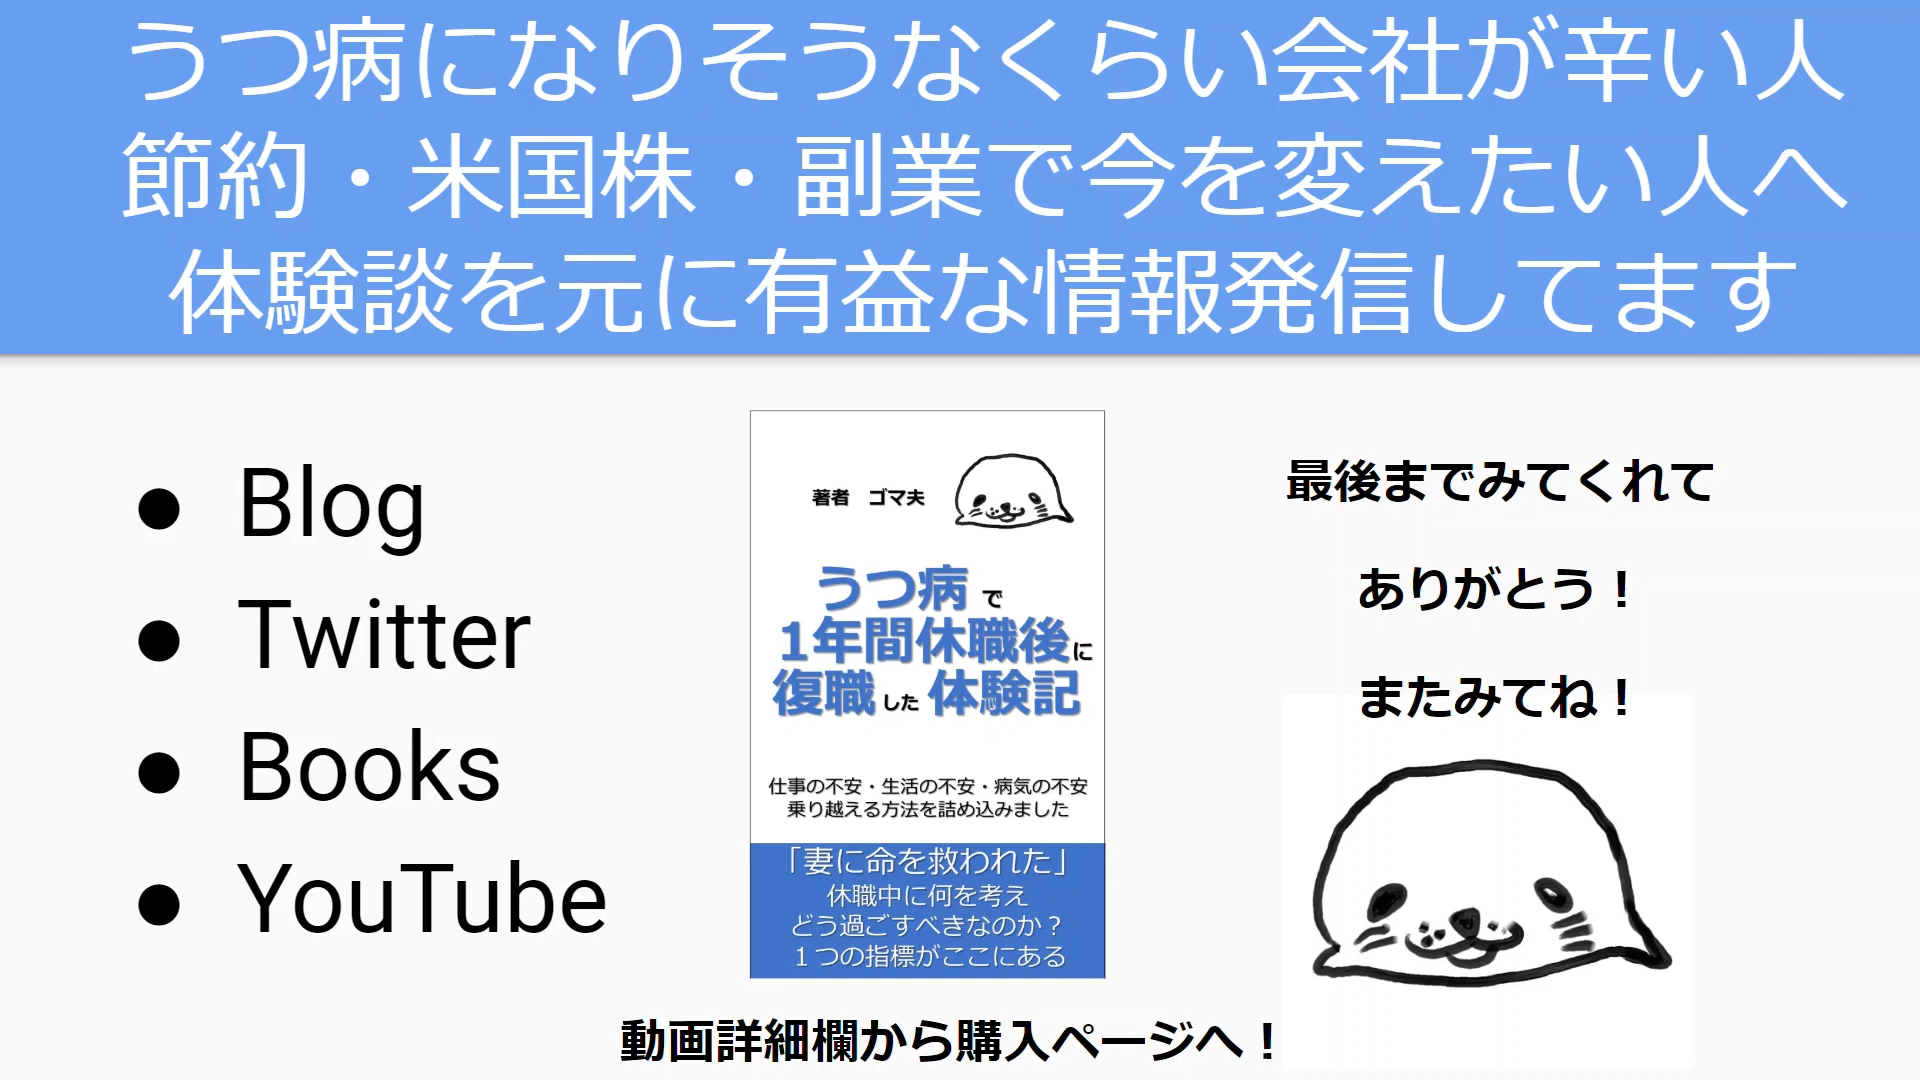 うつ病になりそうなくらい会社が辛い人
節約・米国株・副業で今を変えたい人へ
体験談を元に有益な情報発信してます
● Blog
● Twitter
● Books
● YouTube
著者 ゴマ夫
うつ病で
1年間休職後に
復職した体験記
仕事の不安・生活の不安・病気の不安
乗り越える方法を詰め込みました
「妻に命を救われた」
休職中に何を考え
どう過ごすべきなのか？
１つの指標がここにある
最後までみてくれて
ありがとう！
またみてね！
動画詳細欄から購入ページへ！